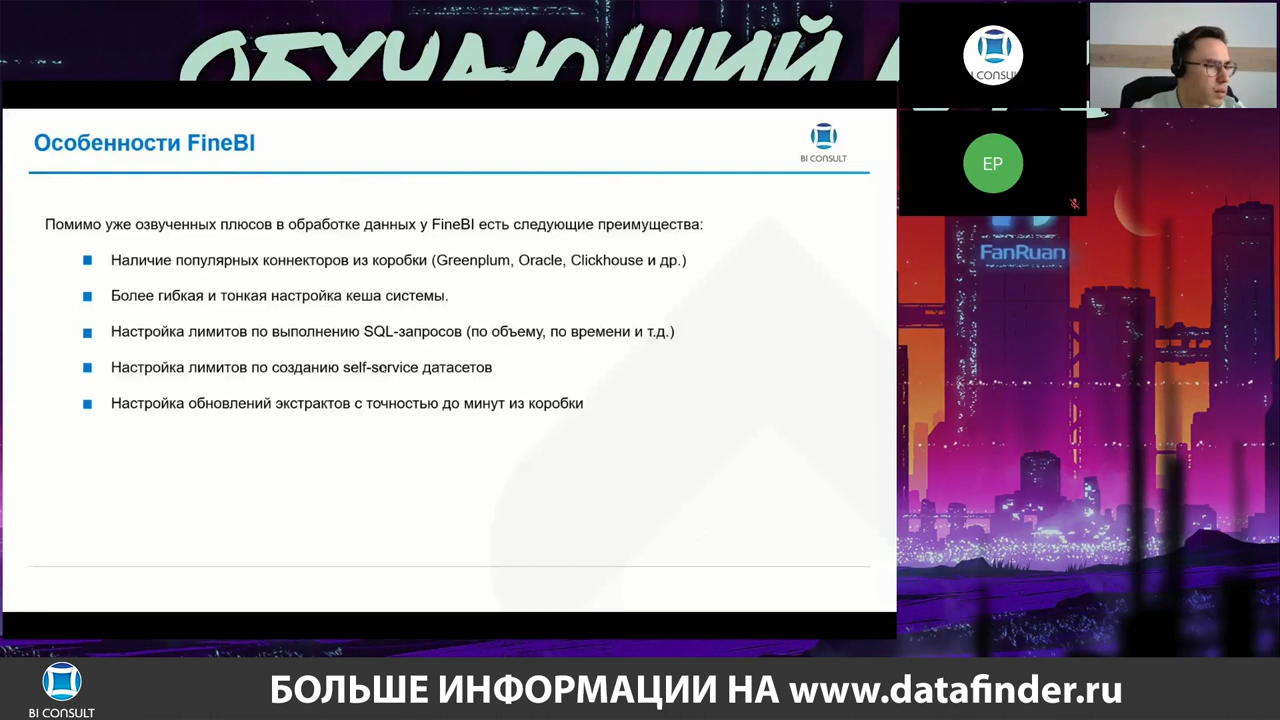 ОБУЧАЮЩИЙ
BI CONSULT
EP
FanRuan
Особенности FineBI
BI CONSULT
Помимо уже озвученных плюсов в обработке данных у FineBI есть следующие преимущества:
Наличие популярных коннекторов из коробки (Greenplum, Oracle, Clickhouse и др.)
Более гибкая и тонкая настройка кеша системы.
Настройка лимитов по выполнению SQL-запросов (по объему, по времени и т.д.)
Настройка лимитов по созданию self-service датасетов
Настройка обновлений экстрактов с точностью до минут из коробки
BI CONSULT
БОЛЬШЕ ИНФОРМАЦИИ НА www.datafinder.ru